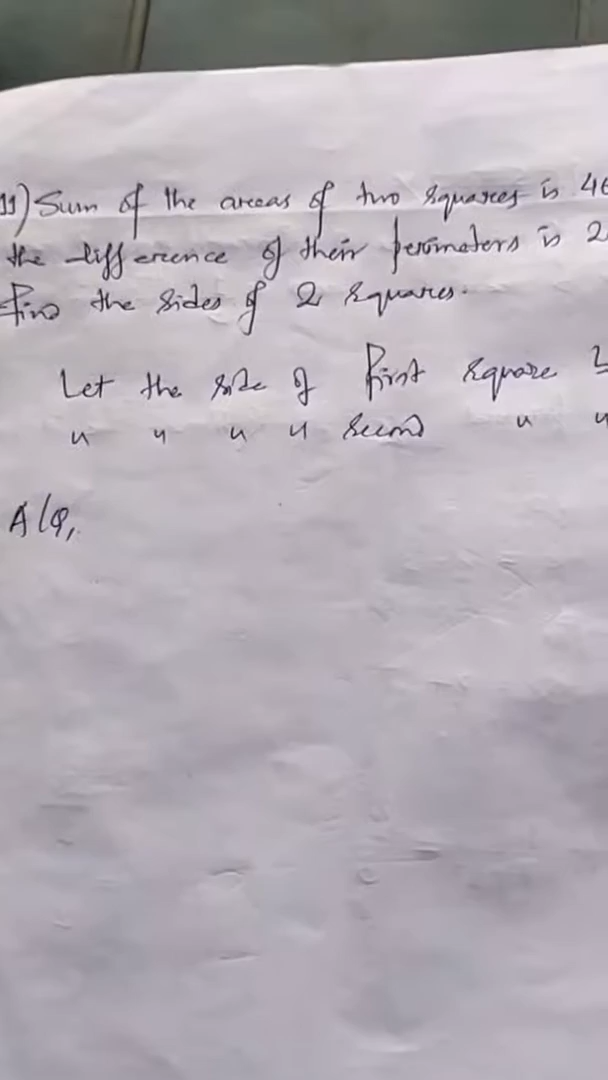 11) Sum of the areas of two squares is 46
the difference of their perimeters is 2
Find the sides of 2 squares.
Let the side of first square
" " " " second " "
A/Q,